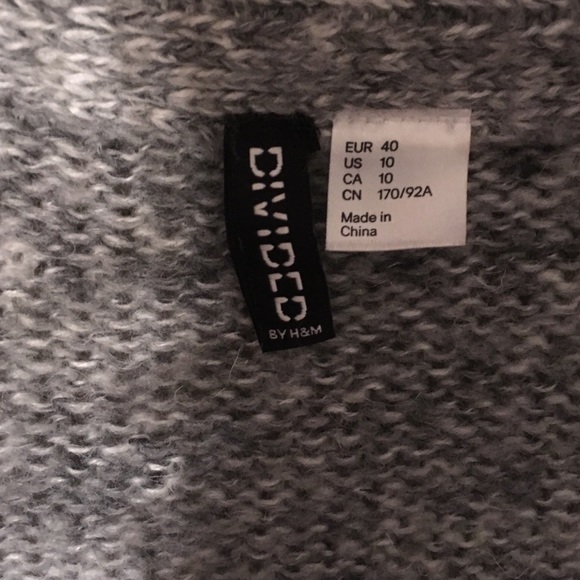 DIVIDED
BY H&M
EUR 40
US 10
CA 10
CN 170/92A
Made in
China